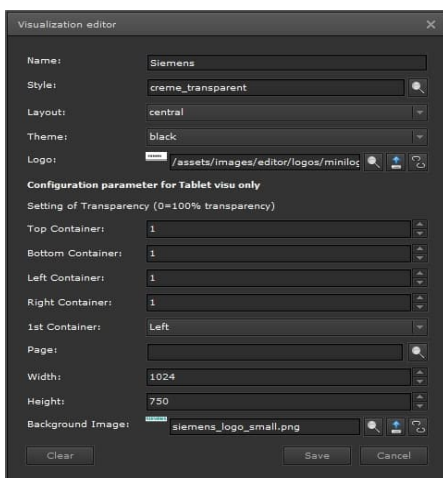 Visualization editor
Name: Siemens
Style: creme_transparent
Layout: central
Theme: black
Logo: /assets/images/editor/logos/minilog
Configuration parameter for Tablet visu only
Setting of Transparency (0=100% transparency)
Top Container: 1
Bottom Container: 1
Left Container: 1
Right Container: 1
1st Container: Left
Page:
Width: 1024
Height: 750
Background Image: siemens_logo_small.png
Clear Save Cancel